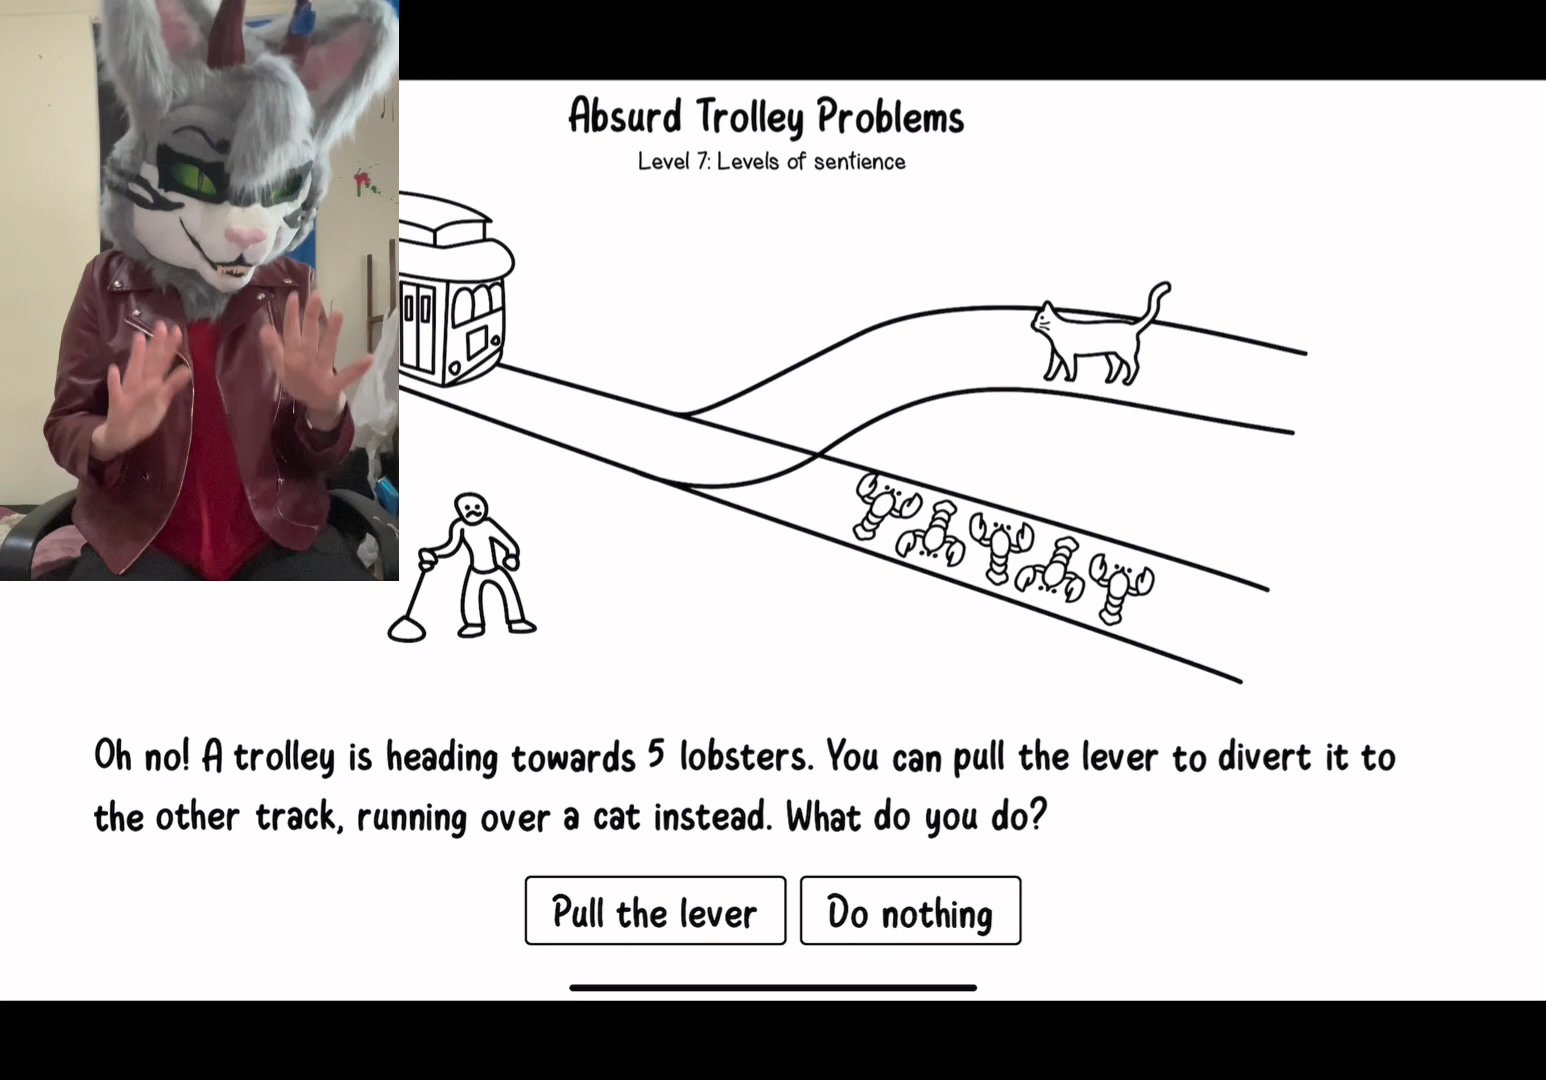 Absurd Trolley Problems
Level 7: Levels of sentience
Oh no! A trolley is heading towards 5 lobsters. You can pull the lever to divert it to
the other track, running over a cat instead. What do you do?
Pull the lever
Do nothing